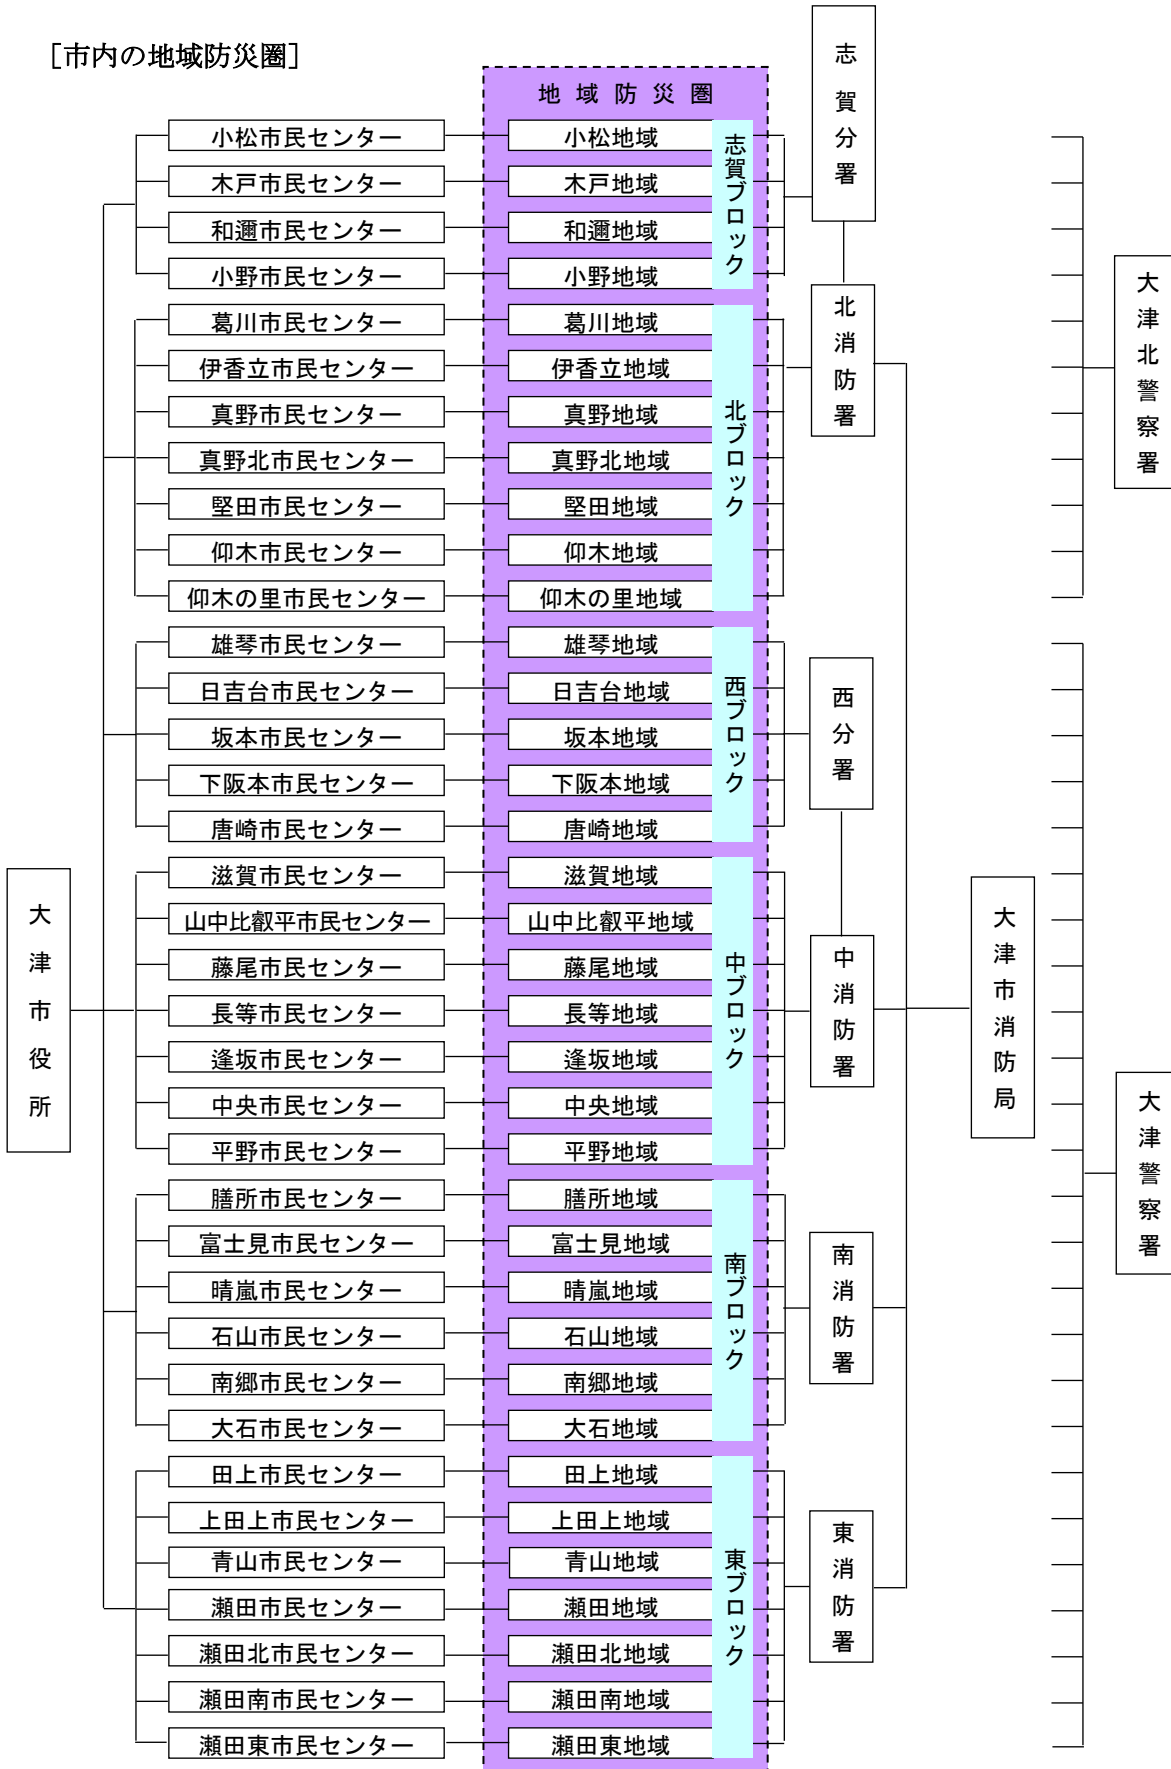 ［市内の地域防災圏］
地域防災圏
小松市民センター
小松地域
木戸市民センター
木戸地域
和邇市民センター
和邇地域
小野市民センター
小野地域
志賀ブロック
志賀分署
葛川市民センター
葛川地域
伊香立市民センター
伊香立地域
真野市民センター
真野地域
真野北市民センター
真野北地域
堅田市民センター
堅田地域
仰木市民センター
仰木地域
仰木の里市民センター
仰木の里地域
北ブロック
北消防署
大津北警察署
雄琴市民センター
雄琴地域
日吉台市民センター
日吉台地域
坂本市民センター
坂本地域
下阪本市民センター
下阪本地域
唐崎市民センター
唐崎地域
西ブロック
西分署
大津市役所
滋賀市民センター
滋賀地域
山中比叡平市民センター
山中比叡平地域
藤尾市民センター
藤尾地域
長等市民センター
長等地域
逢坂市民センター
逢坂地域
中央市民センター
中央地域
平野市民センター
平野地域
中ブロック
中消防署
大津市消防局
大津警察署
膳所市民センター
膳所地域
富士見市民センター
富士見地域
晴嵐市民センター
晴嵐地域
石山市民センター
石山地域
南郷市民センター
南郷地域
大石市民センター
大石地域
南ブロック
南消防署
田上市民センター
田上地域
上田上市民センター
上田上地域
青山市民センター
青山地域
瀬田市民センター
瀬田地域
瀬田北市民センター
瀬田北地域
瀬田南市民センター
瀬田南地域
瀬田東市民センター
瀬田東地域
東ブロック
東消防署